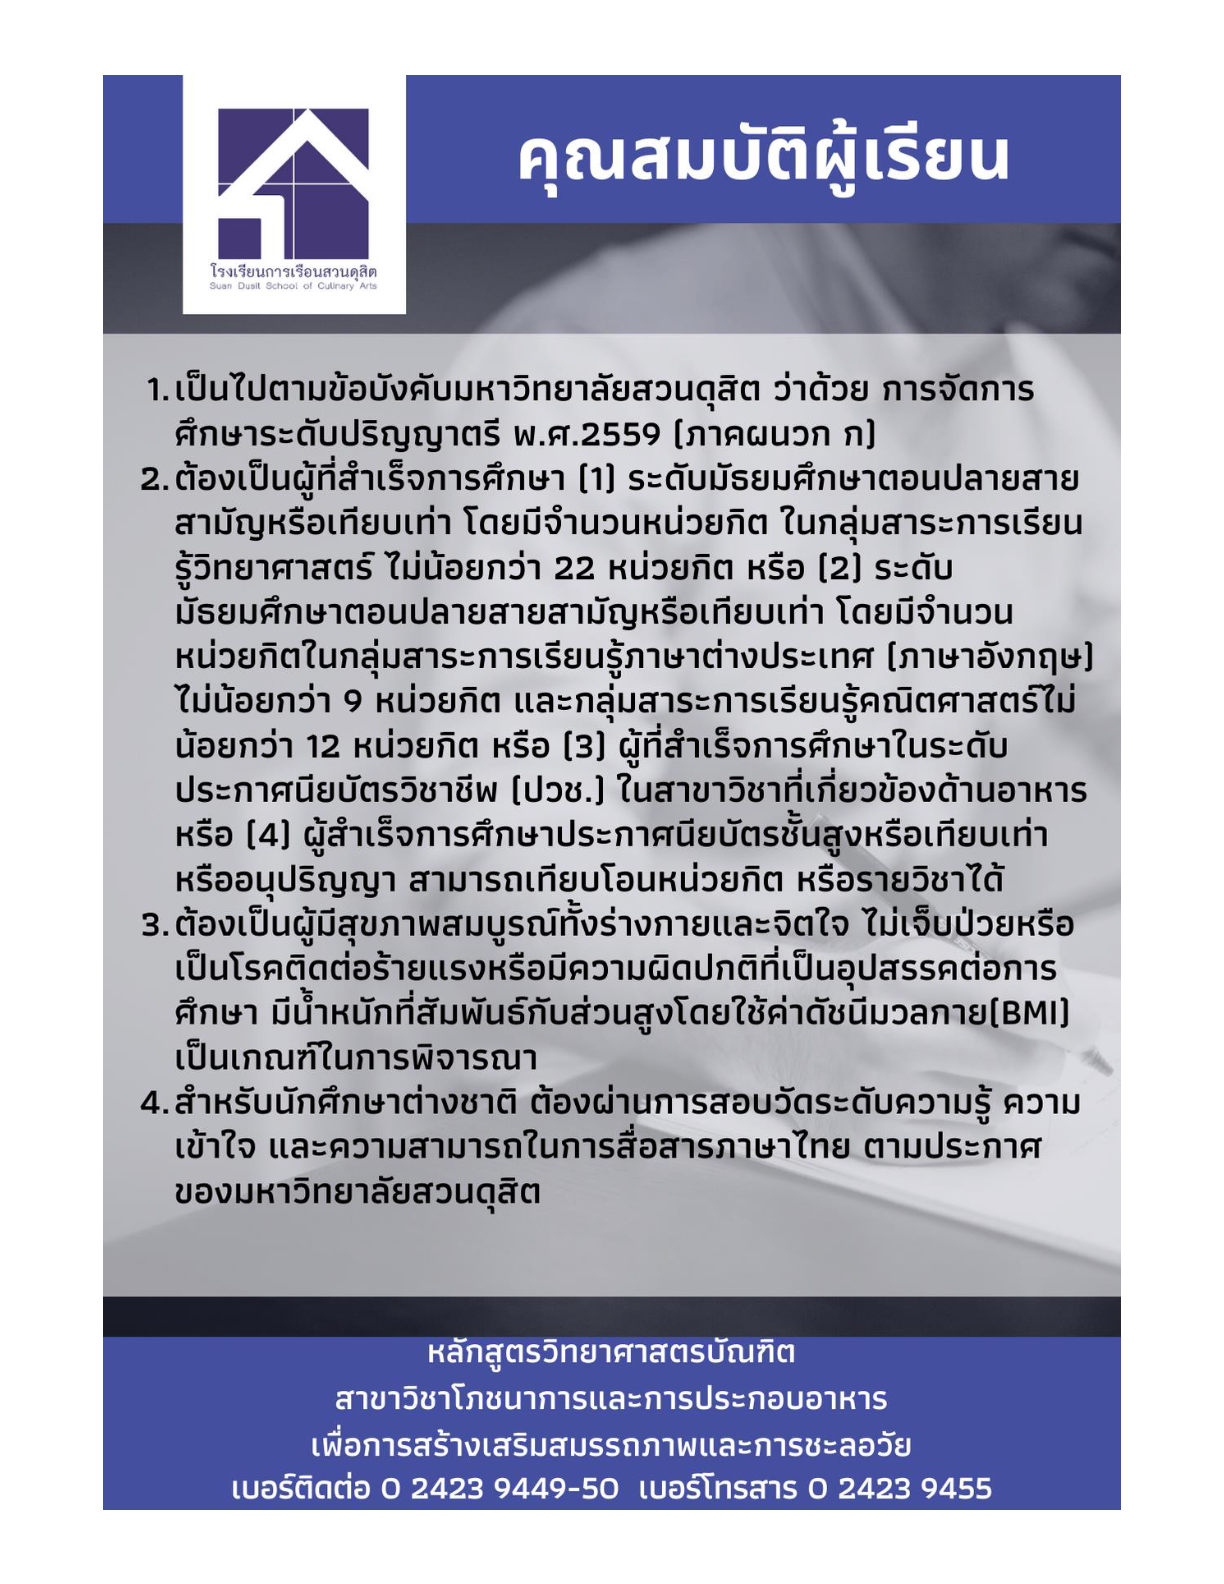 โรงเรียนการเรือนสวนดุสิต
Suan Dusit School of Culinary Arts
คุณสมบัติผู้เรียน
1. เป็นไปตามข้อบังคับมหาวิทยาลัยสวนดุสิต ว่าด้วย การจัดการ
ศึกษาระดับปริญญาตรี พ.ศ.2559 (ภาคผนวก ก)
2. ต้องเป็นผู้ที่สำเร็จการศึกษา (1) ระดับมัธยมศึกษาตอนปลายสาย
สามัญหรือเทียบเท่า โดยมีจำนวนหน่วยกิต ในกลุ่มสาระการเรียน
รู้วิทยาศาสตร์ ไม่น้อยกว่า 22 หน่วยกิต หรือ (2) ระดับ
มัธยมศึกษาตอนปลายสายสามัญหรือเทียบเท่า โดยมีจำนวน
หน่วยกิตในกลุ่มสาระการเรียนรู้ภาษาต่างประเทศ (ภาษาอังกฤษ)
ไม่น้อยกว่า 9 หน่วยกิต และกลุ่มสาระการเรียนรู้คณิตศาสตร์ไม่
น้อยกว่า 12 หน่วยกิต หรือ (3) ผู้ที่สำเร็จการศึกษาในระดับ
ประกาศนียบัตรวิชาชีพ (ปวช.) ในสาขาวิชาที่เกี่ยวข้องด้านอาหาร
หรือ (4) ผู้สำเร็จการศึกษาประกาศนียบัตรชั้นสูงหรือเทียบเท่า
หรืออนุปริญญา สามารถเทียบโอนหน่วยกิต หรือรายวิชาได้
3. ต้องเป็นผู้มีสุขภาพสมบูรณ์ทั้งร่างกายและจิตใจ ไม่เจ็บป่วยหรือ
เป็นโรคติดต่อร้ายแรงหรือมีความผิดปกติที่เป็นอุปสรรคต่อการ
ศึกษา มีน้ำหนักที่สัมพันธ์กับส่วนสูงโดยใช้ค่าดัชนีมวลกาย(BMI)
เป็นเกณฑ์ในการพิจารณา
4. สำหรับนักศึกษาต่างชาติ ต้องผ่านการสอบวัดระดับความรู้ ความ
เข้าใจ และความสามารถในการสื่อสารภาษาไทย ตามประกาศ
ของมหาวิทยาลัยสวนดุสิต
หลักสูตรวิทยาศาสตรบัณฑิต
สาขาวิชาโภชนาการและการประกอบอาหาร
เพื่อการสร้างเสริมสมรรถภาพและการชะลอวัย
เบอร์ติดต่อ 0 2423 9449-50 เบอร์โทรสาร 0 2423 9455